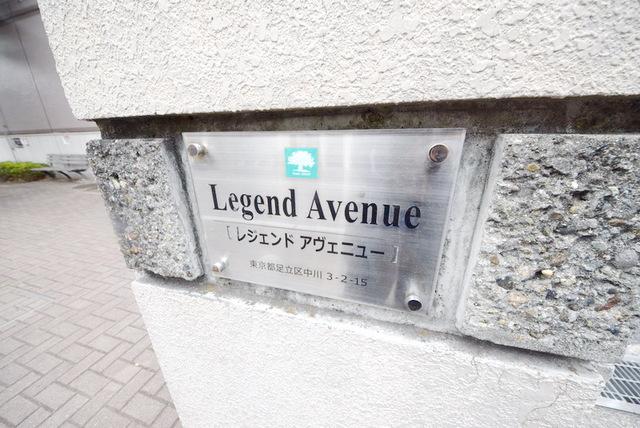 Legend Avenue
[ レジェンド アヴェニュー ]
東京都足立区中川 3-2-15